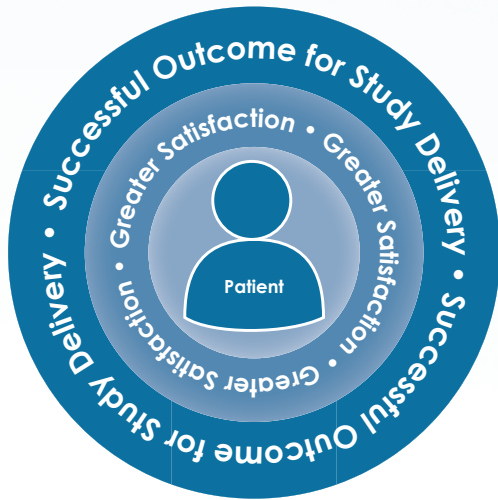 Successful Outcome for Study Delivery • Successful Outcome for Study Delivery •
Greater Satisfaction • Greater Satisfaction • Greater Satisfaction •
Patient